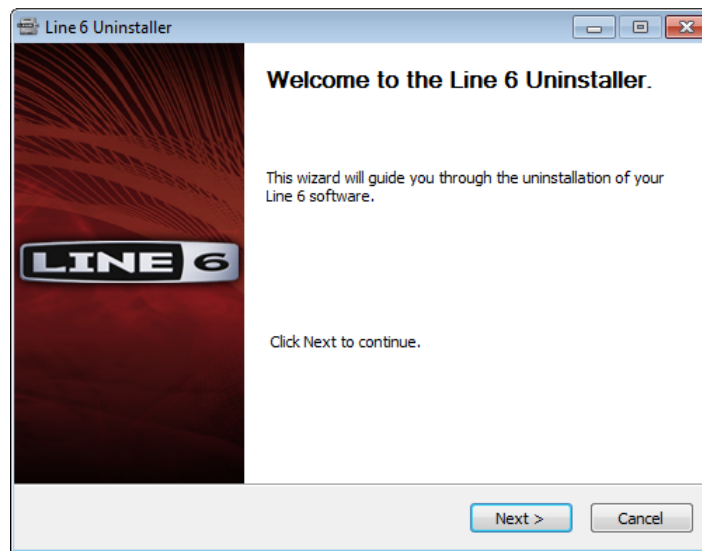 Line 6 Uninstaller
Welcome to the Line 6 Uninstaller.
This wizard will guide you through the uninstallation of your
Line 6 software.
LINE 6
Click Next to continue.
Next >
Cancel